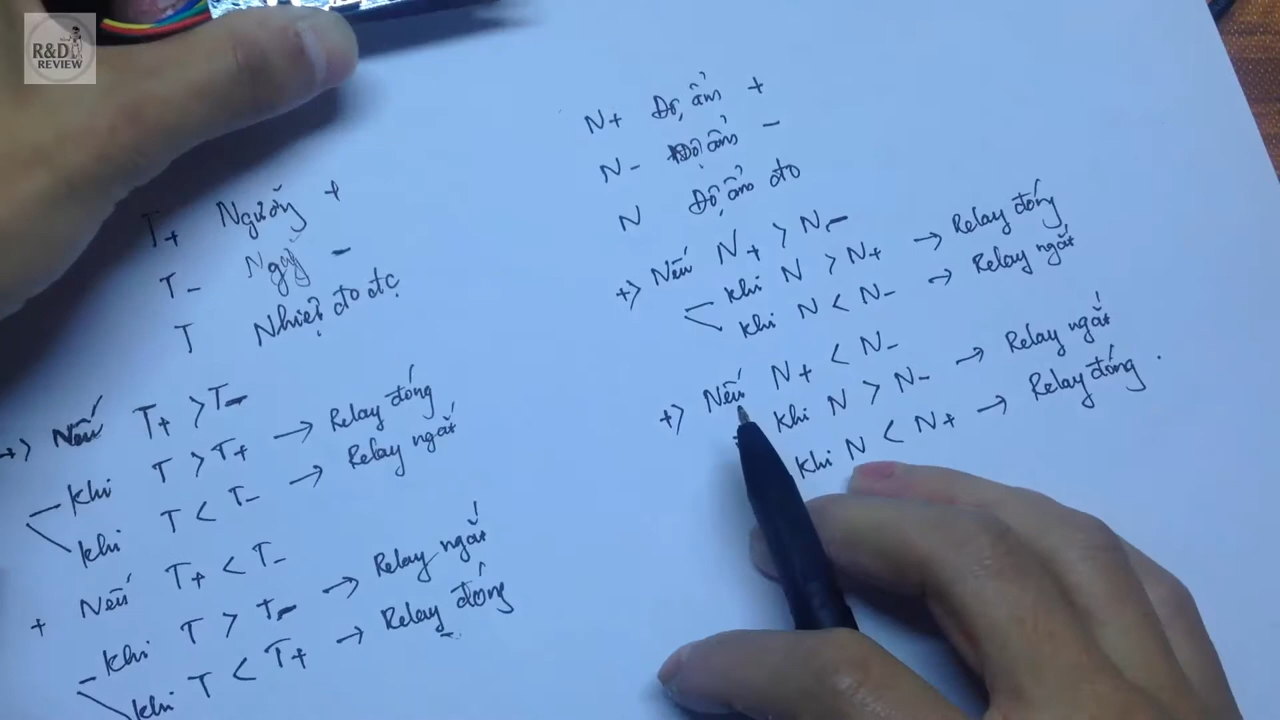 R&D
REVIEW
T+ Ngưỡng +
T- Ngưỡ -
T Nhiệt đo đc
+) Nếu T+ > T-
Khi T > T+ → Relay đóng
Khi T < T- → Relay ngắt
+ Nếu T+ < T-
Khi T > T- → Relay ngắt
Khi T < T+ → Relay đóng
N+ Độ ẩm +
N- Độ ẩm -
N Độ ẩm đo
+) Nếu N+ > N-
Khi N > N+ → Relay đóng
Khi N < N- → Relay ngắt
+) Nếu N+ < N-
Khi N > N- → Relay ngắt
Khi N < N+ → Relay đóng.